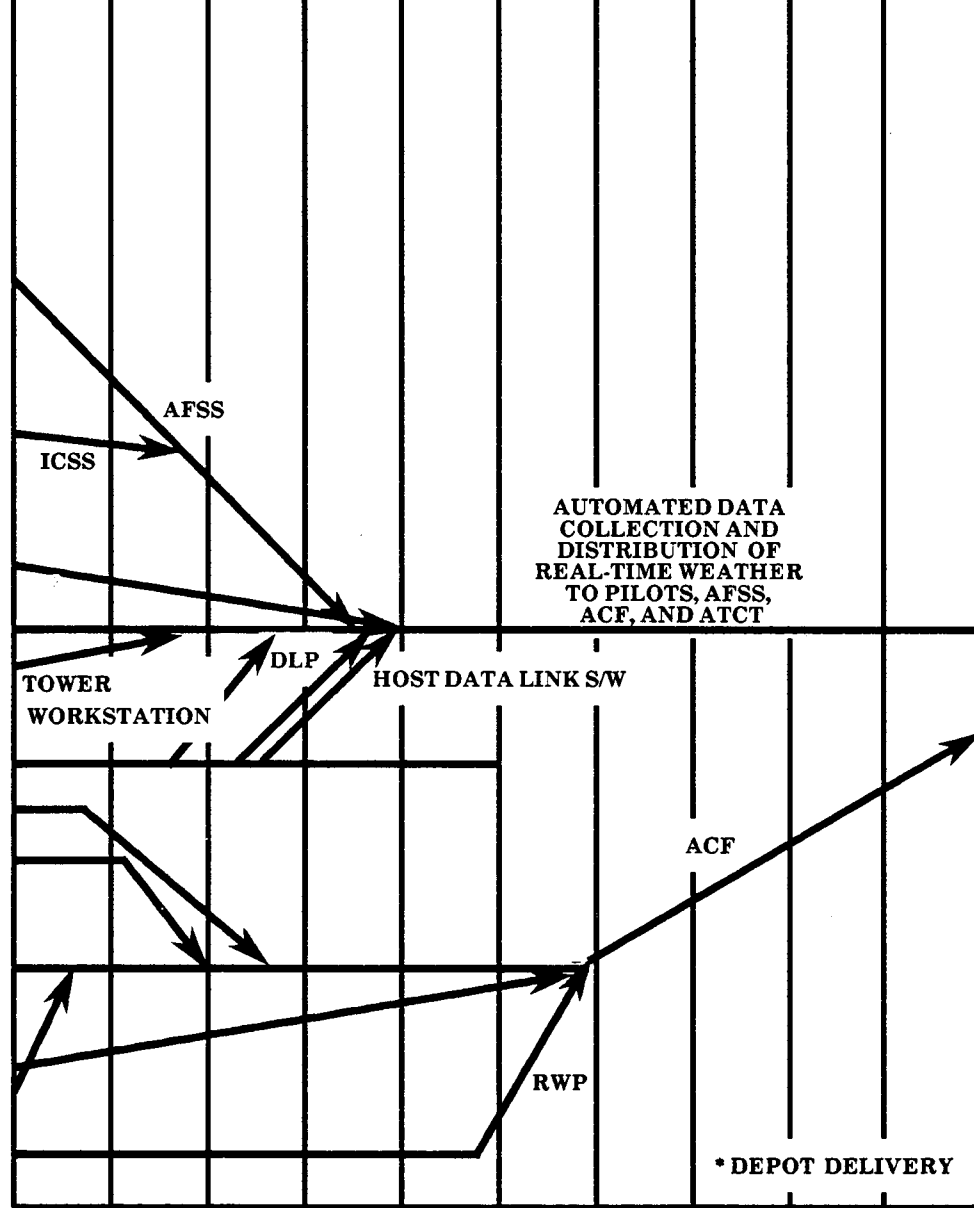 AFSS
ICSS
AUTOMATED DATA
COLLECTION AND
DISTRIBUTION OF
REAL-TIME WEATHER
TO PILOTS, AFSS,
ACF, AND ATCT
DLP
HOST DATA LINK S/W
TOWER
WORKSTATION
ACF
RWP
* DEPOT DELIVERY